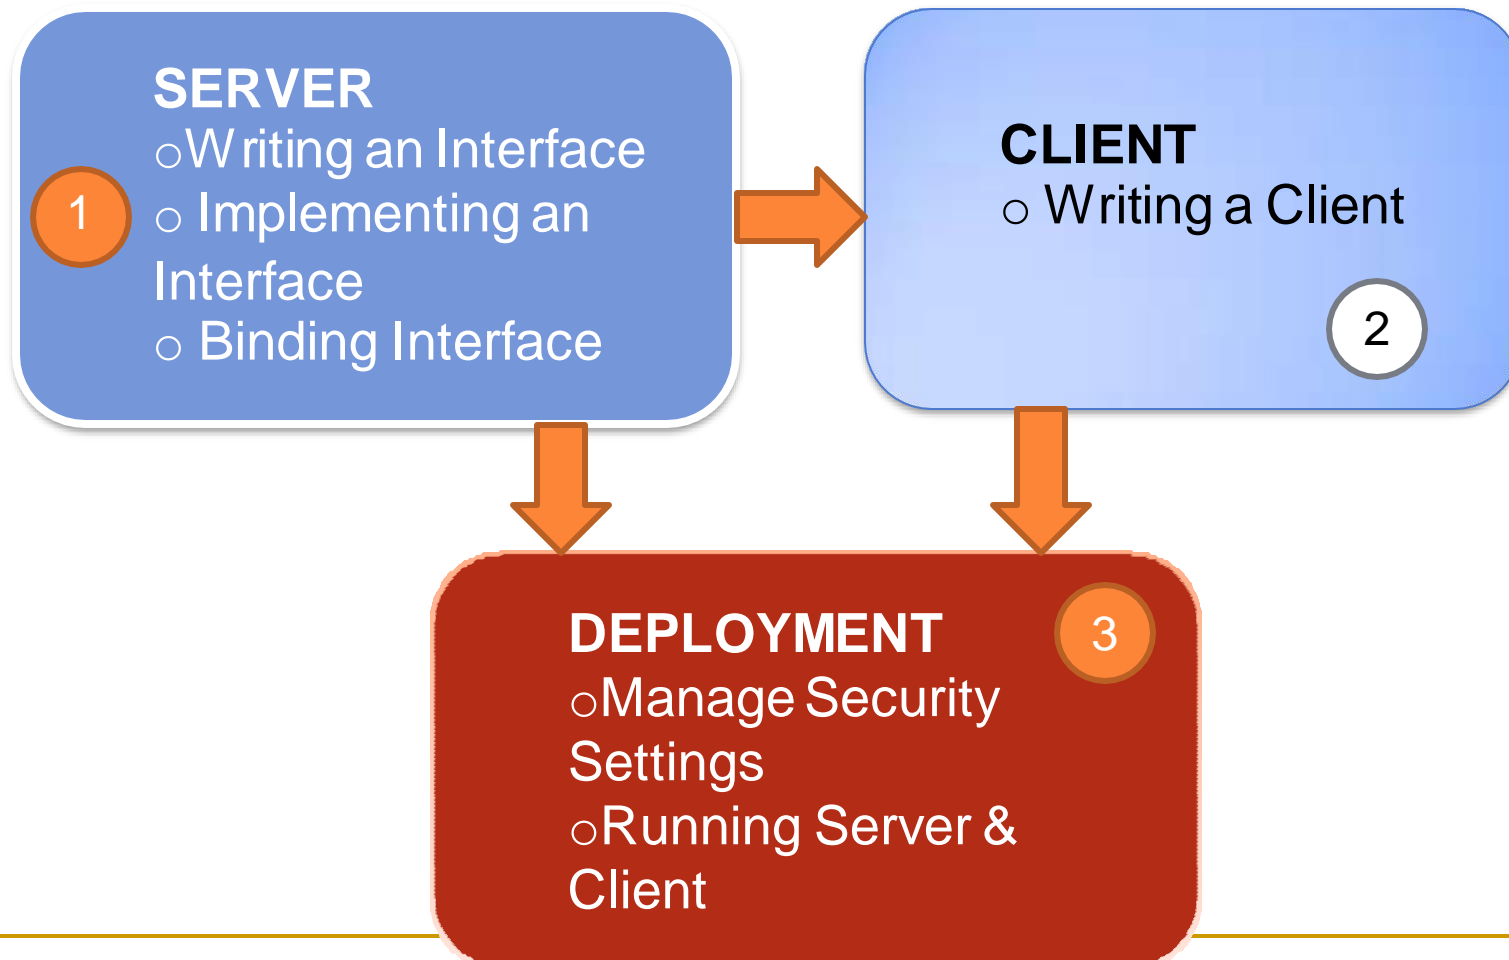 SERVER
oWriting an Interface
1
o Implementing an
Interface
o Binding Interface
CLIENT
o Writing a Client
2
DEPLOYMENT
3
oManage Security
Settings
oRunning Server &
Client